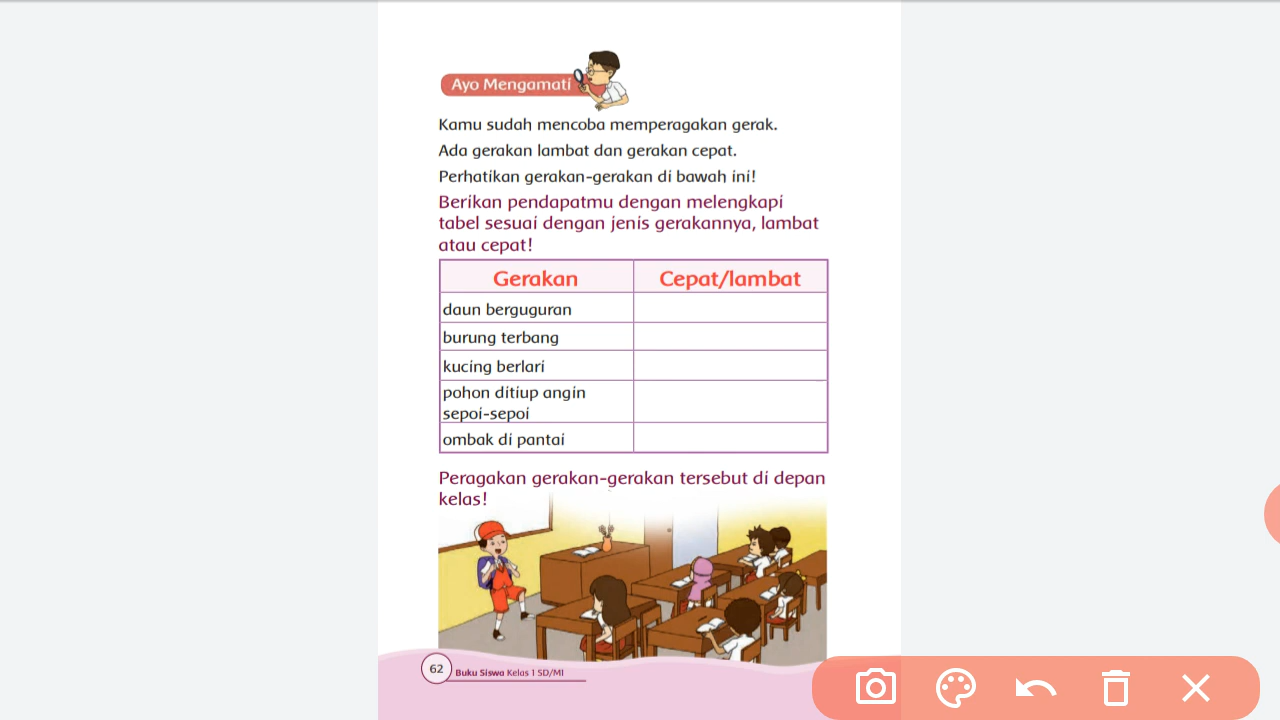 Ayo Mengamati
Kamu sudah mencoba memperagakan gerak.
Ada gerakan lambat dan gerakan cepat.
Perhatikan gerakan-gerakan di bawah ini!
Berikan pendapatmu dengan melengkapi
tabel sesuai dengan jenis gerakannya, lambat
atau cepat!
Gerakan Cepat/lambat
daun berguguran
burung terbang
kucing berlari
pohon ditiup angin
sepoi-sepoi
ombak di pantai
Peragakan gerakan-gerakan tersebut di depan
kelas!
62 Buku Siswa Kelas 1 SD/MI